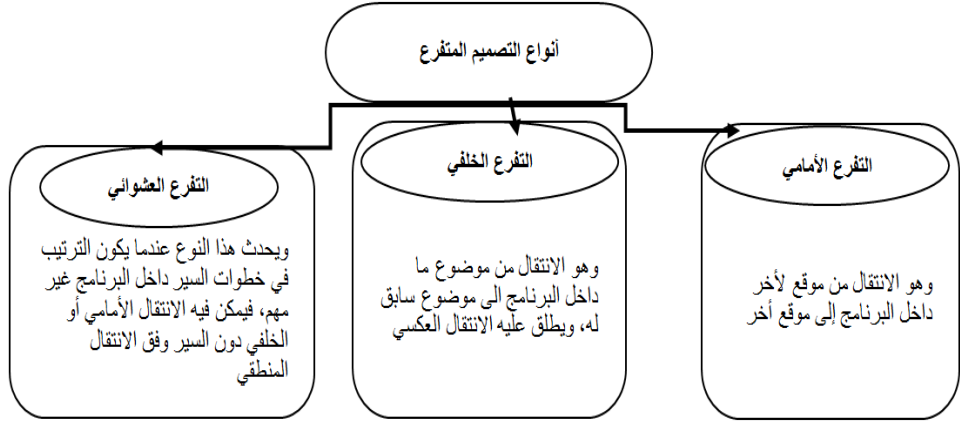 أنواع التصميم المتفرع
التفرع الأمامي
وهو الانتقال من موقع لأخر
داخل البرنامج إلى موقع أخر
التفرع الخلفي
وهو الانتقال من موضوع ما
داخل البرنامج الى موضوع سابق
له، ويطلق عليه الانتقال العكسي
التفرع العشوائي
ويحدث هذا النوع عندما يكون الترتيب
في خطوات السير داخل البرنامج غير
مهم، فيمكن فيه الانتقال الأمامي أو
الخلفي دون السير وفق الانتقال
المنطقي